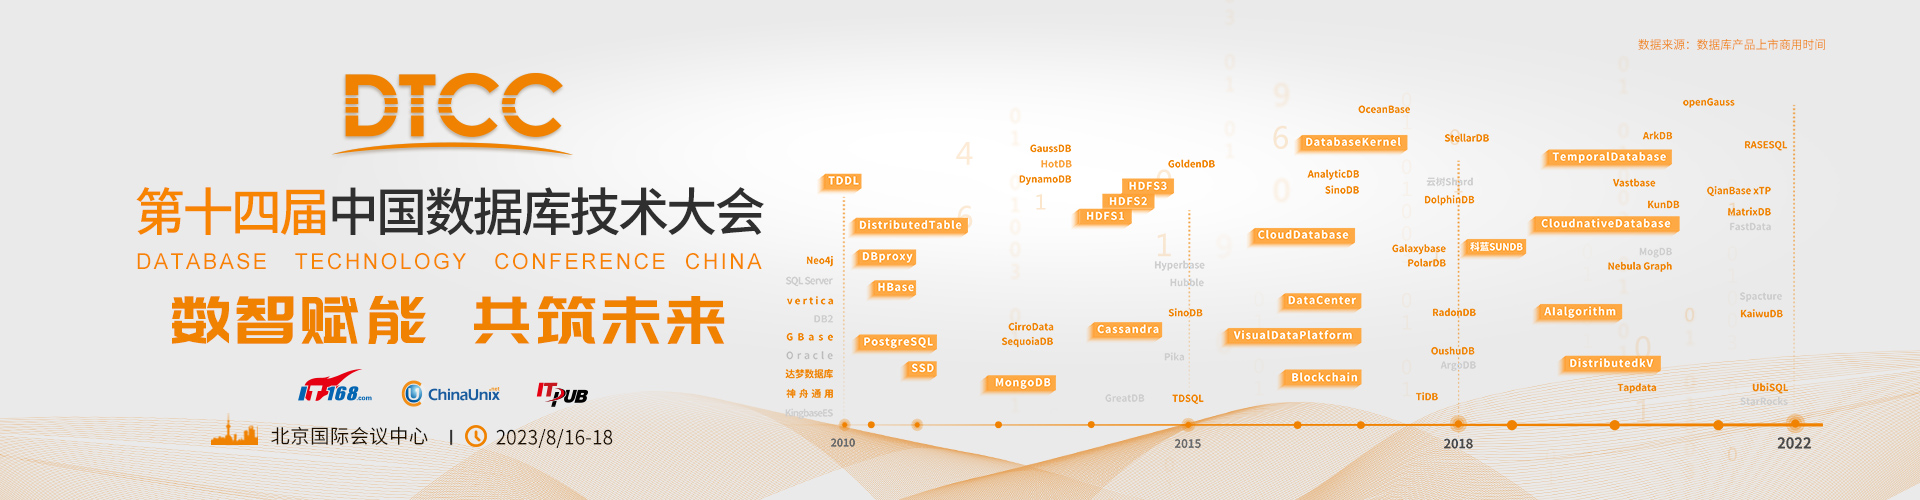 数据来源：数据库产品上市商用时间
DTCC
第十四届中国数据库技术大会
DATABASE TECHNOLOGY CONFERENCE CHINA
数智赋能 共筑未来
IT168.com
ChinaUnix.net
ITPUB
北京国际会议中心 | 2023/8/16-18
TDDL
DistributedTable
Neo4j
DBproxy
SQL Server
HBase
vertica
DB2
GBase
PostgreSQL
Oracle
SSD
达梦数据库
神舟通用
KingbaseES
2010
GaussDB
HotDB
DynamoDB
HDFS3
HDFS2
HDFS1
GoldenDB
Hyperbase
Hubble
SinoDB
CirroData
SequoiaDB
Cassandra
Pika
MongoDB
GreatDB
TDSQL
2015
OceanBase
DatabaseKernel
AnalyticDB
SinoDB
CloudDatabase
DataCenter
VisualDataPlatform
Blockchain
StellarDB
云树Shard
DolphinDB
Galaxybase
PolarDB
科蓝SUNDB
RadonDB
OushuDB
ArgoDB
TiDB
2018
openGauss
ArkDB
TemporalDatabase
RASESQL
Vastbase
QianBase xTP
KunDB
MatrixDB
CloudnativeDatabase
FastData
MogDB
Nebula Graph
Spacture
AIalgorithm
KaiwuDB
DistributedkV
Tapdata
UbiSQL
StarRocks
2022